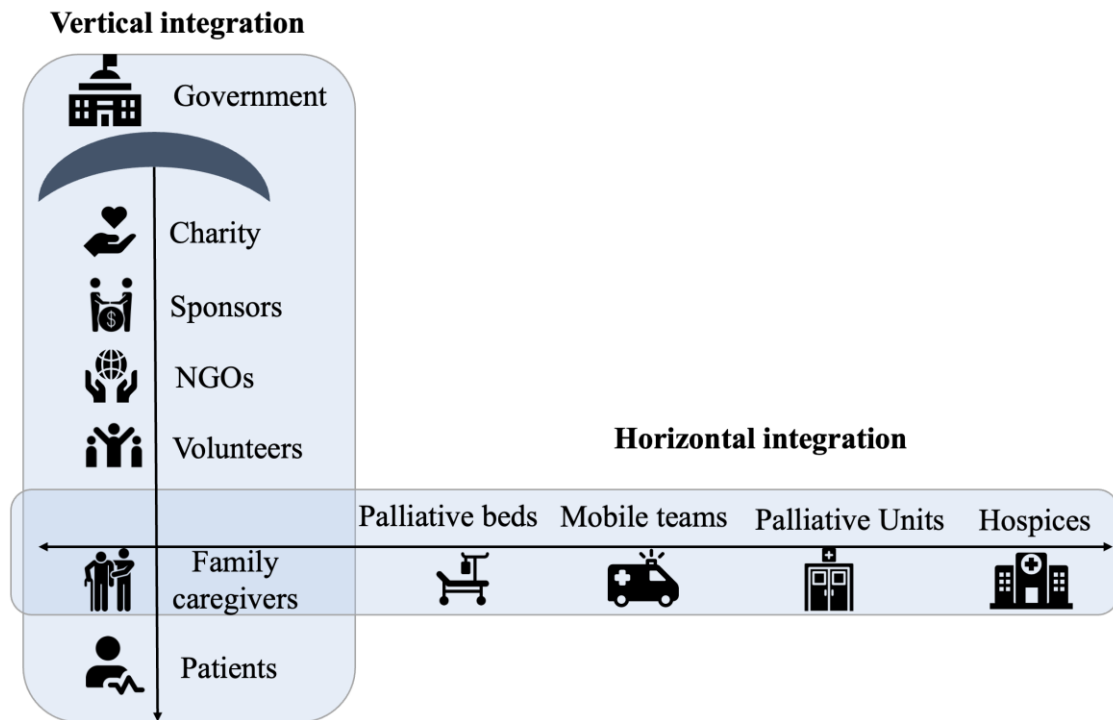 Vertical integration
Government
Charity
Sponsors
NGOs
Volunteers
Horizontal integration
Palliative beds
Mobile teams
Palliative Units
Hospices
Family
caregivers
Patients